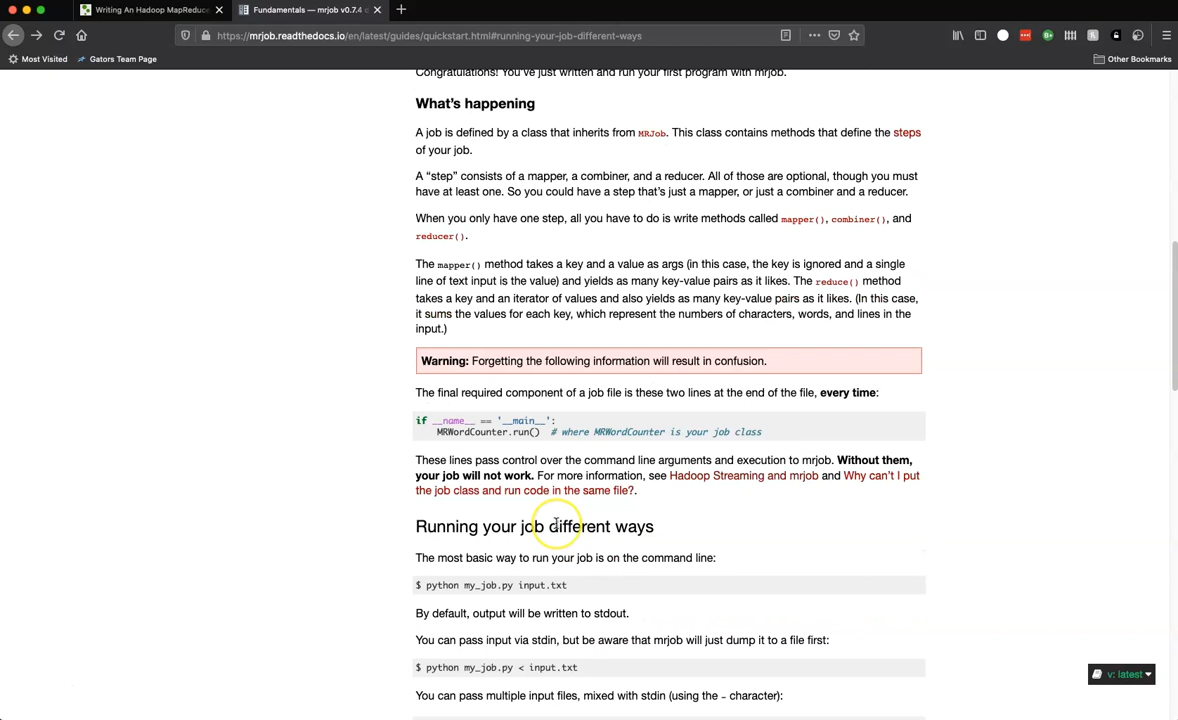 Writing An Hadoop MapReduce
Fundamentals — mrjob v0.7.4
https://mrjob.readthedocs.io/en/latest/guides/quickstart.html#running-your-job-different-ways
Most Visited
Gators Team Page
Other Bookmarks
Congratulations! You've just written and run your first program with mrjob.
What's happening
A job is defined by a class that inherits from MRJob. This class contains methods that define the steps
of your job.
A “step” consists of a mapper, a combiner, and a reducer. All of those are optional, though you must
have at least one. So you could have a step that's just a mapper, or just a combiner and a reducer.
When you only have one step, all you have to do is write methods called mapper(), combiner(), and
reducer().
The mapper() method takes a key and a value as args (in this case, the key is ignored and a single
line of text input is the value) and yields as many key-value pairs as it likes. The reduce() method
takes a key and an iterator of values and also yields as many key-value pairs as it likes. (In this case,
it sums the values for each key, which represent the numbers of characters, words, and lines in the
input.)
Warning: Forgetting the following information will result in confusion.
The final required component of a job file is these two lines at the end of the file, every time:
if __name__ == '__main__':
MRWordCounter.run() # where MRWordCounter is your job class
These lines pass control over the command line arguments and execution to mrjob. Without them,
your job will not work. For more information, see Hadoop Streaming and mrjob and Why can't I put
the job class and run code in the same file?.
Running your job different ways
The most basic way to run your job is on the command line:
$ python my_job.py input.txt
By default, output will be written to stdout.
You can pass input via stdin, but be aware that mrjob will just dump it to a file first:
$ python my_job.py < input.txt
v: latest
You can pass multiple input files, mixed with stdin (using the - character):